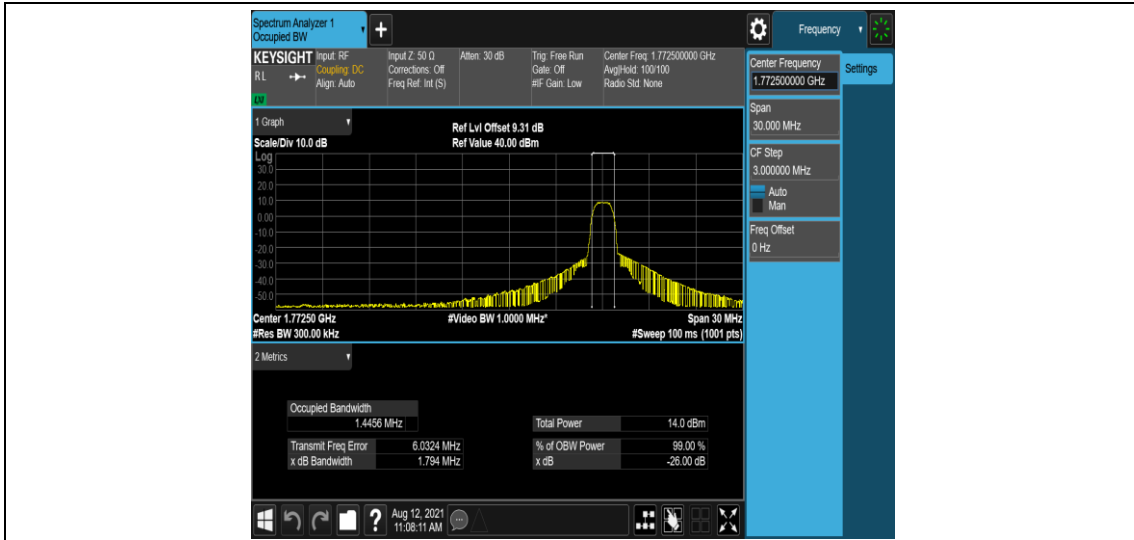 Spectrum Analyzer 1
Occupied BW
Frequency
KEYSIGHT
RL
Input: RF
Coupling: DC
Align: Auto
Input Z: 50 Ω
Corrections: Off
Freq Ref: Int (S)
Atten: 30 dB
Trig: Free Run
Gate: Off
#IF Gain: Low
Center Freq: 1.772500000 GHz
Avg|Hold: 100/100
Radio Std: None
Center Frequency
1.772500000 GHz
Settings
Span
30.000 MHz
CF Step
3.000000 MHz
Auto
Man
Freq Offset
0 Hz
1 Graph
Scale/Div 10.0 dB
Ref Lvl Offset 9.31 dB
Ref Value 40.00 dBm
Log
30.0
20.0
10.0
0.00
-10.0
-20.0
-30.0
-40.0
-50.0
Center 1.77250 GHz
#Video BW 1.0000 MHz*
Span 30 MHz
#Res BW 300.00 kHz
#Sweep 100 ms (1001 pts)
2 Metrics
Occupied Bandwidth
1.4456 MHz
Total Power 14.0 dBm
Transmit Freq Error 6.0324 MHz
% of OBW Power 99.00 %
x dB Bandwidth 1.794 MHz
x dB -26.00 dB
?
Aug 12, 2021
11:08:11 AM